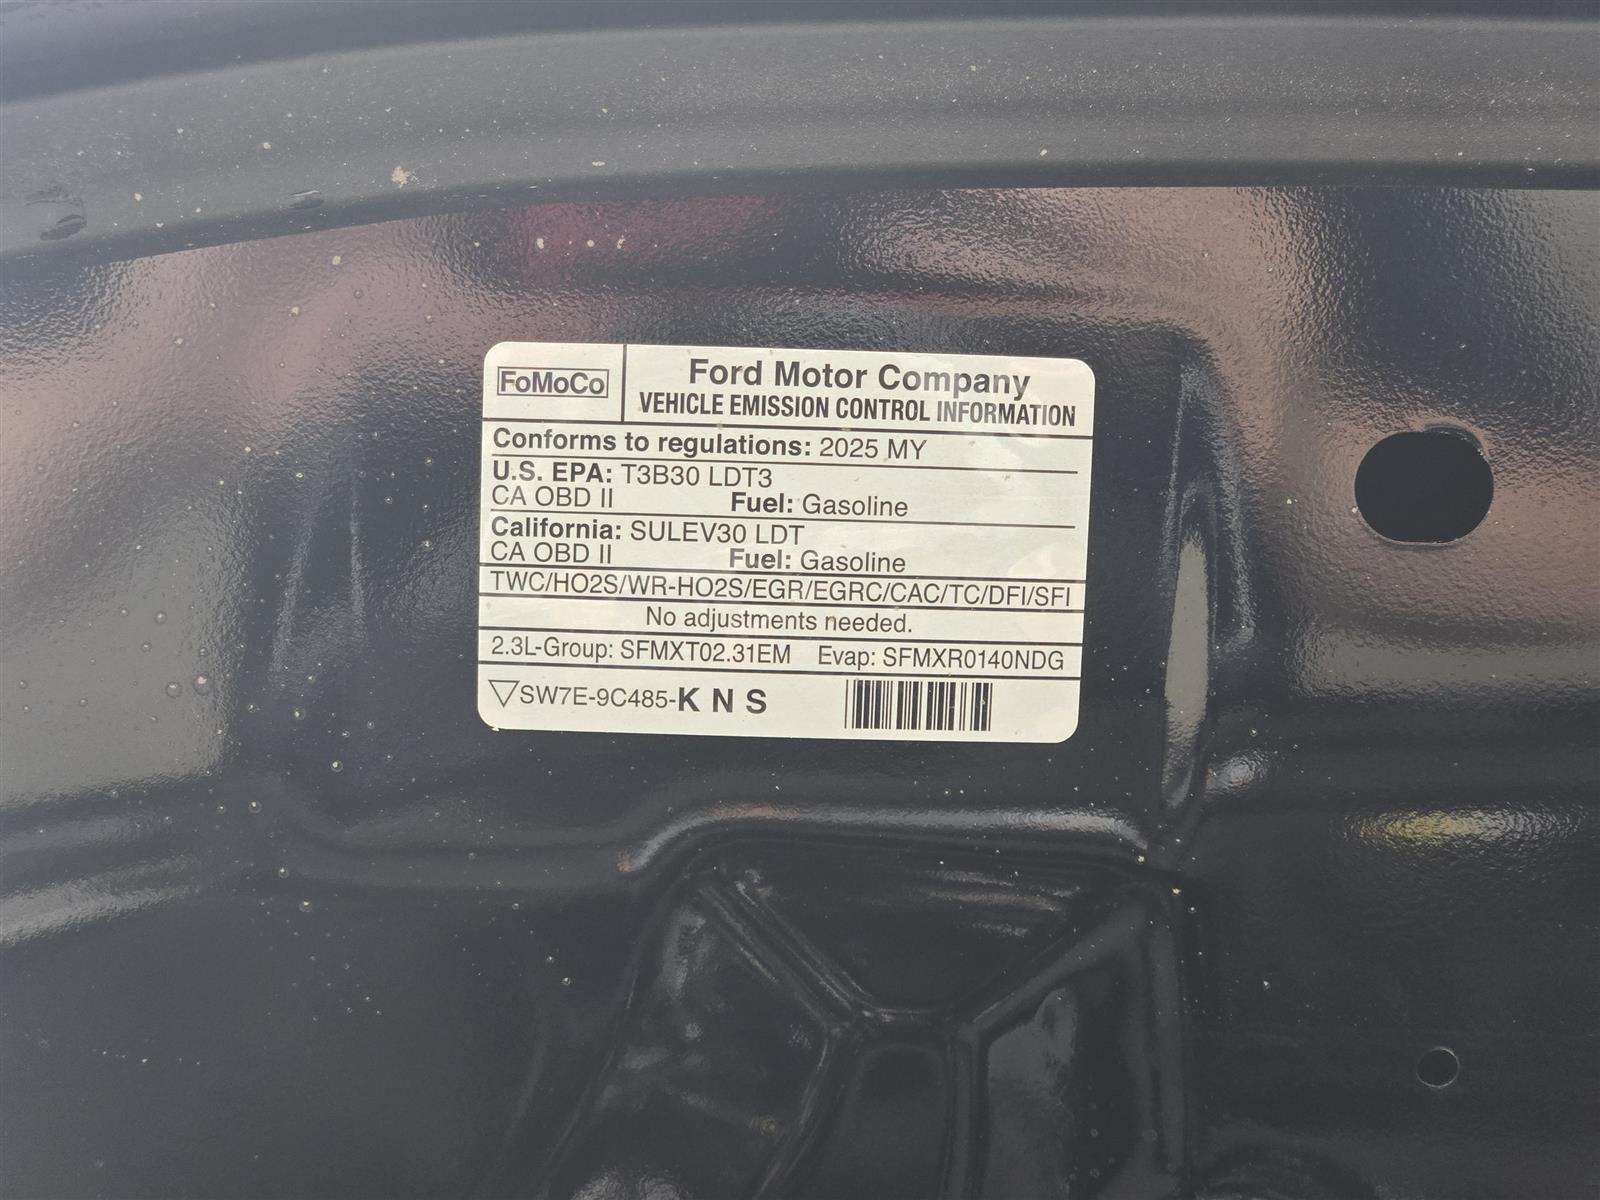 FoMoCo
Ford Motor Company
VEHICLE EMISSION CONTROL INFORMATION
Conforms to regulations: 2025 MY
U.S. EPA: T3B30 LDT3
CA OBD II Fuel: Gasoline
California: SULEV30 LDT
CA OBD II Fuel: Gasoline
TWC/HO2S/WR-HO2S/EGR/EGRC/CAC/TC/DFI/SFI
No adjustments needed.
2.3L-Group: SFMXT02.31EM Evap: SFMXR0140NDG
SW7E-9C485-K N S